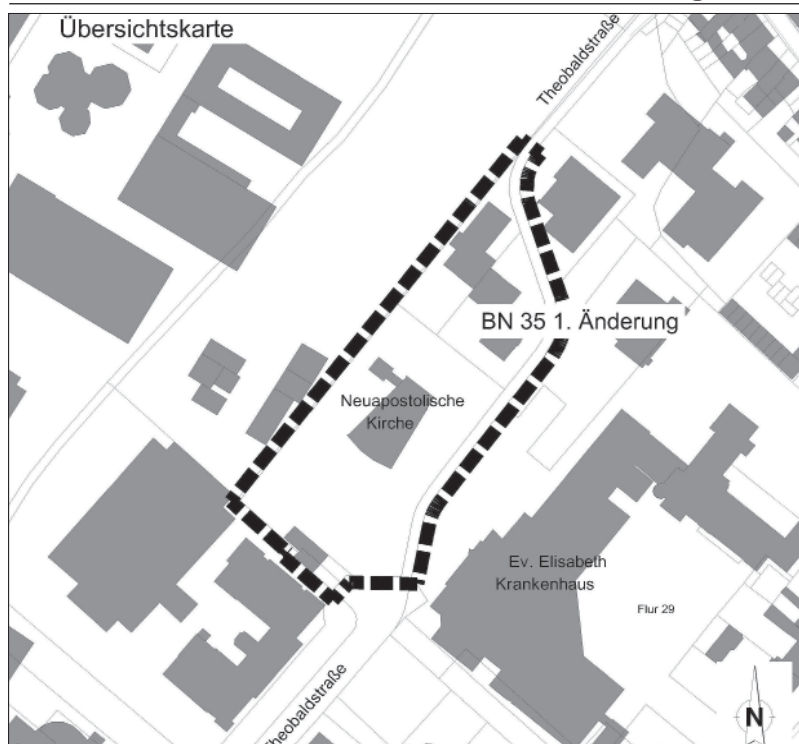 Übersichtskarte
Theobaldstraße
BN 35 1. Änderung
Neuapostolische
Kirche
Ev. Elisabeth
Krankenhaus
Flur 29
Theobaldstraße
N